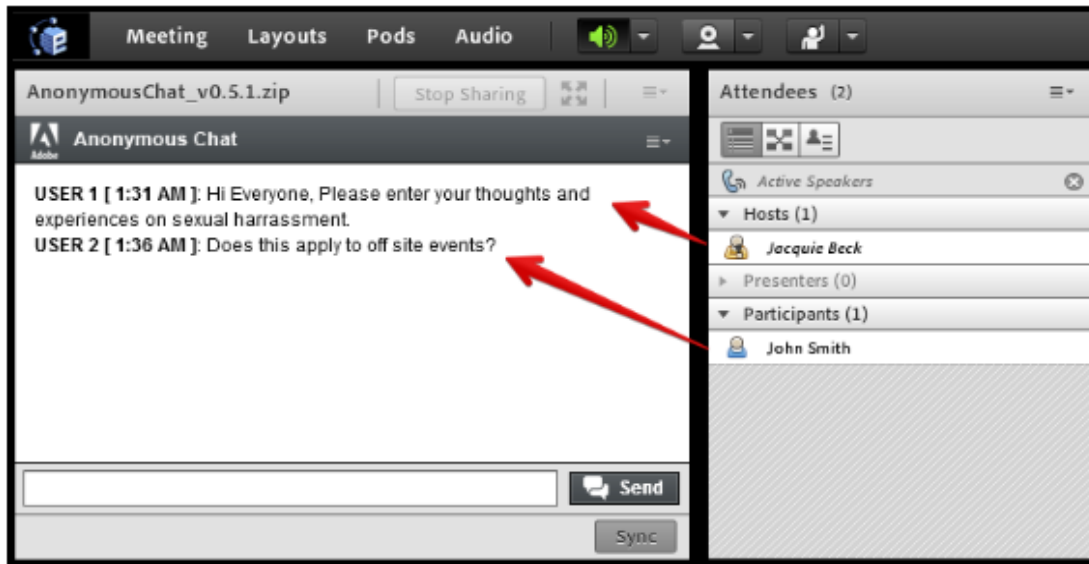 Meeting Layouts Pods Audio
AnonymousChat_v0.5.1.zip
Stop Sharing
Adobe
Anonymous Chat
USER 1 [ 1:31 AM ]: Hi Everyone, Please enter your thoughts and
experiences on sexual harrassment.
USER 2 [ 1:36 AM ]: Does this apply to off site events?
Send
Sync
Attendees (2)
Active Speakers
Hosts (1)
Jacquie Beck
Presenters (0)
Participants (1)
John Smith